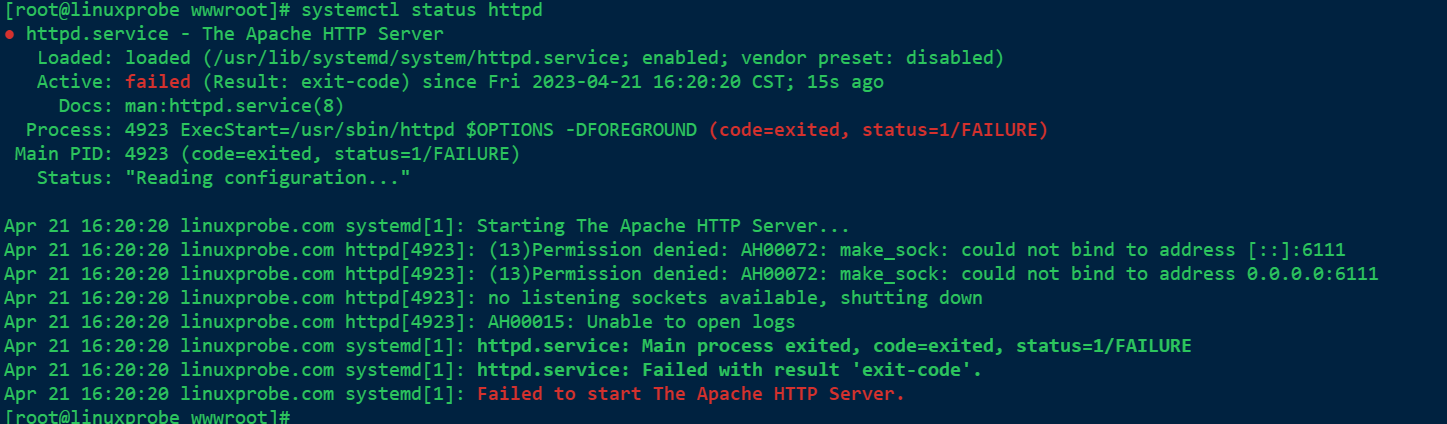 [root@linuxprobe wwwroot]# systemctl status httpd
● httpd.service - The Apache HTTP Server
   Loaded: loaded (/usr/lib/systemd/system/httpd.service; enabled; vendor preset: disabled)
   Active: failed (Result: exit-code) since Fri 2023-04-21 16:20:20 CST; 15s ago
     Docs: man:httpd.service(8)
  Process: 4923 ExecStart=/usr/sbin/httpd $OPTIONS -DFOREGROUND (code=exited, status=1/FAILURE)
 Main PID: 4923 (code=exited, status=1/FAILURE)
   Status: "Reading configuration..."

Apr 21 16:20:20 linuxprobe.com systemd[1]: Starting The Apache HTTP Server...
Apr 21 16:20:20 linuxprobe.com httpd[4923]: (13)Permission denied: AH00072: make_sock: could not bind to address [::]:6111
Apr 21 16:20:20 linuxprobe.com httpd[4923]: (13)Permission denied: AH00072: make_sock: could not bind to address 0.0.0.0:6111
Apr 21 16:20:20 linuxprobe.com httpd[4923]: no listening sockets available, shutting down
Apr 21 16:20:20 linuxprobe.com httpd[4923]: AH00015: Unable to open logs
Apr 21 16:20:20 linuxprobe.com systemd[1]: httpd.service: Main process exited, code=exited, status=1/FAILURE
Apr 21 16:20:20 linuxprobe.com systemd[1]: httpd.service: Failed with result 'exit-code'.
Apr 21 16:20:20 linuxprobe.com systemd[1]: Failed to start The Apache HTTP Server.
[root@linuxprobe wwwroot]#